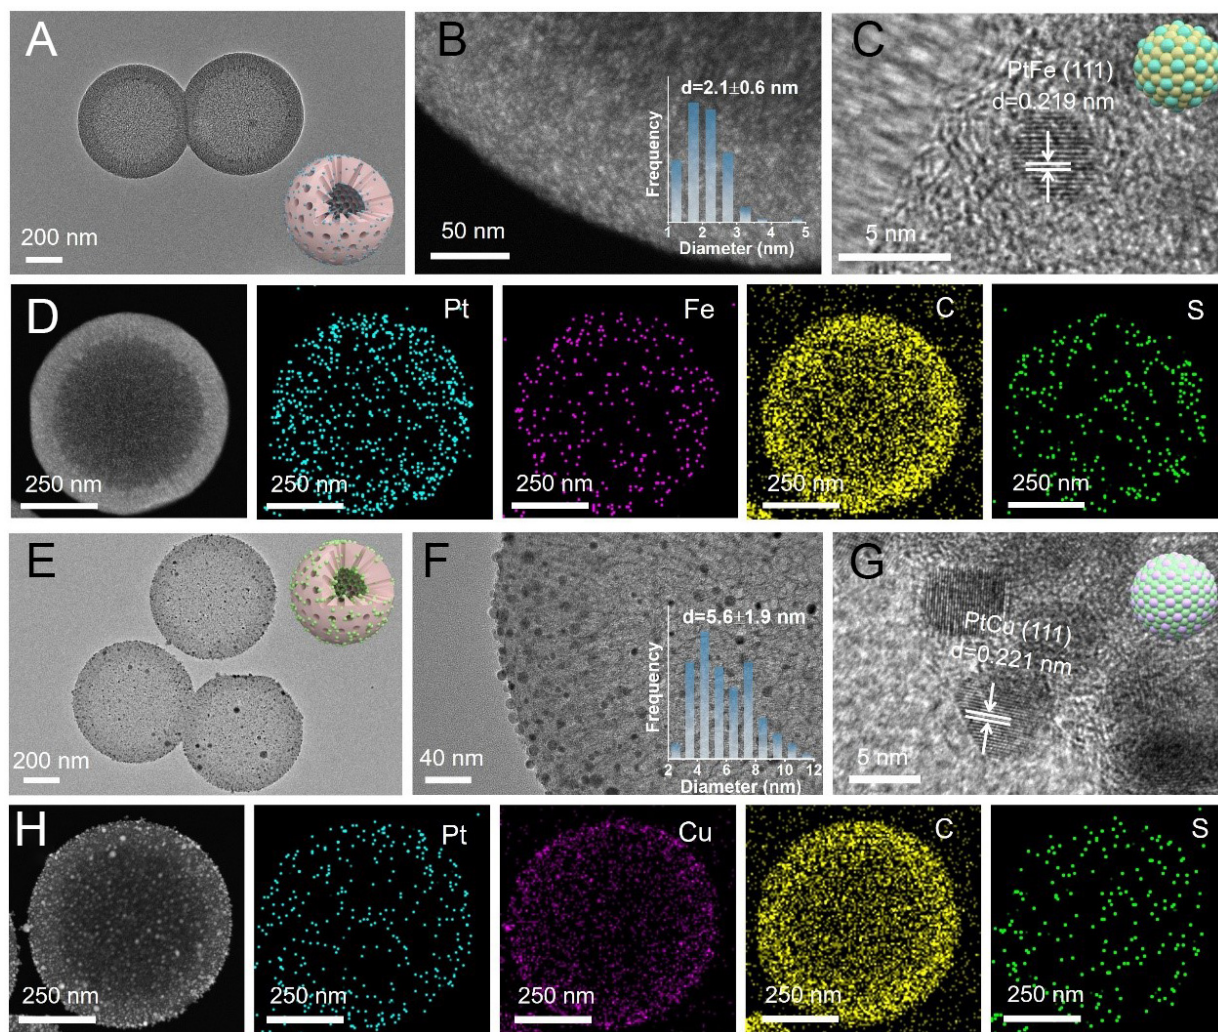 A
200 nm
B
d=2.1±0.6 nm
Frequency
1 2 3 4 5
Diameter (nm)
50 nm
C
PtFe (111)
d=0.219 nm
5 nm
D
250 nm
Pt
250 nm
Fe
250 nm
C
250 nm
S
250 nm
E
200 nm
F
d=5.6±1.9 nm
Frequency
2 4 6 8 10 12
Diameter (nm)
40 nm
G
PtCu (111)
d=0.221 nm
5 nm
H
250 nm
Pt
250 nm
Cu
250 nm
C
250 nm
S
250 nm